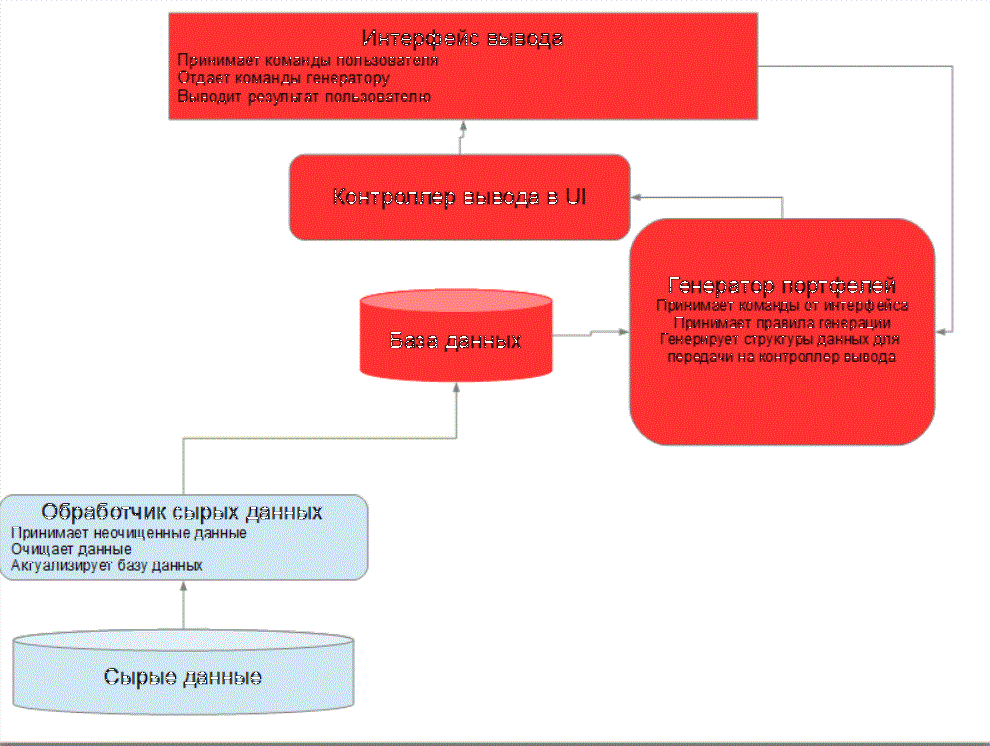 Интерфейс вывода
Принимает команды пользователя
Отдает команды генератору
Выводит результат пользователю
Контроллер вывода в UI
Генератор портфелей
Принимает команды от интерфейса
Принимает правила генерации
Генерирует структуры данных для
передачи на контроллер вывода
База данных
Обработчик сырых данных
Принимает неочищенные данные
Очищает данные
Актуализирует базу данных
Сырые данные